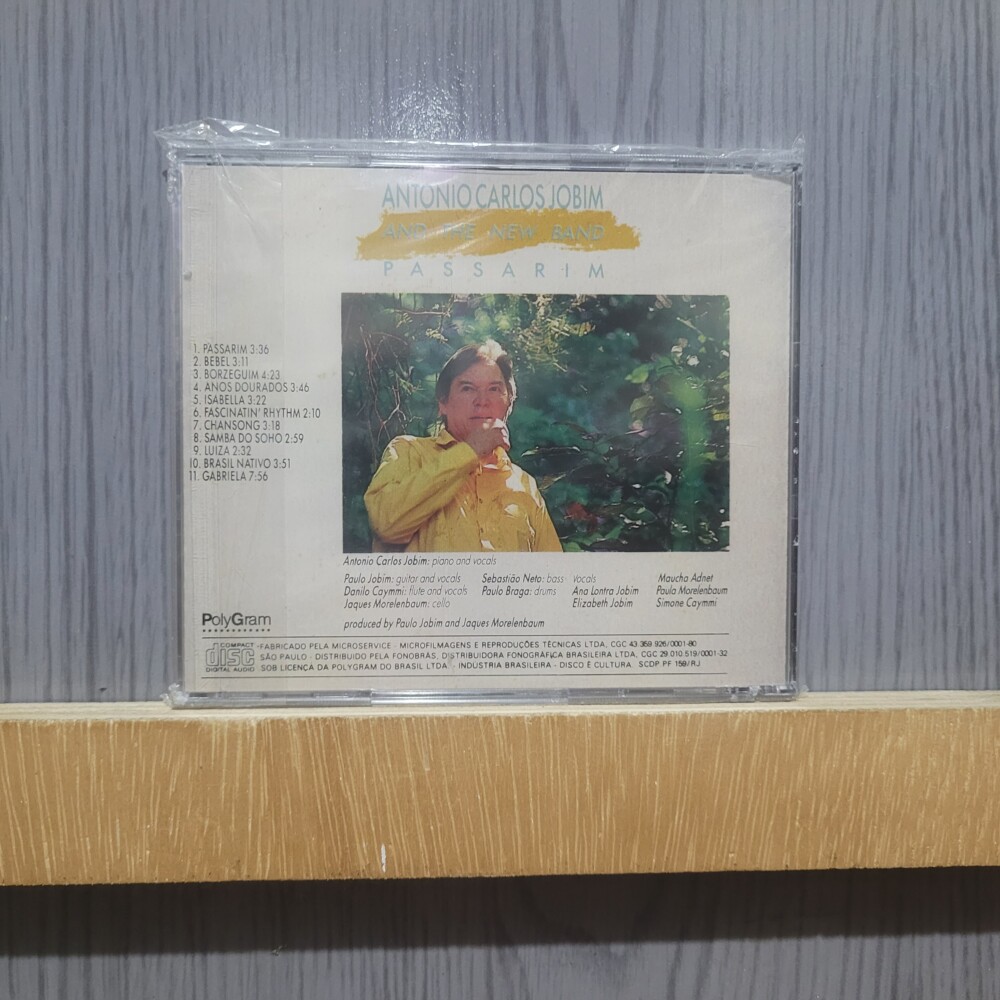 ANTONIO CARLOS JOBIM
AND THE NEW BAND
PASSARIM
1. PASSARIM 3:36
2. BEBEL 3:11
3. BORZEGUIM 4:23
4. ANOS DOURADOS 3:46
5. ISABELLA 3:22
6. FASCINATIN' RHYTHM 2:10
7. CHANSONG 3:18
8. SAMBA DO SOHO 2:59
9. LUIZA 2:32
10. BRASIL NATIVO 3:51
11. GABRIELA 7:56
Antonio Carlos Jobim: piano and vocals
Paulo Jobim: guitar and vocals
Danilo Caymmi: flute and vocals
Jaques Morelenbaum: cello
Sebastião Neto: bass
Paulo Braga: drums
vocals
Ana Lontra Jobim
Elizabeth Jobim
Maucha Adnet
Paula Morelenbaum
Simone Caymmi
produced by Paulo Jobim and Jaques Morelenbaum
PolyGram
COMPACT
disc
DIGITAL AUDIO
FABRICADO PELA MICROSERVICE - MICROFILMAGENS E REPRODUÇÕES TÉCNICAS LTDA, CGC 43.359.926/0001-80
SÃO PAULO - DISTRIBUIDO PELA FONOBRÁS, DISTRIBUIDORA FONOGRÁFICA BRASILEIRA LTDA, CGC 29.010.519/0001-32
SOB LICENÇA DA POLYGRAM DO BRASIL LTDA - INDUSTRIA BRASILEIRA - DISCO É CULTURA. SCDP PF 159/RJ